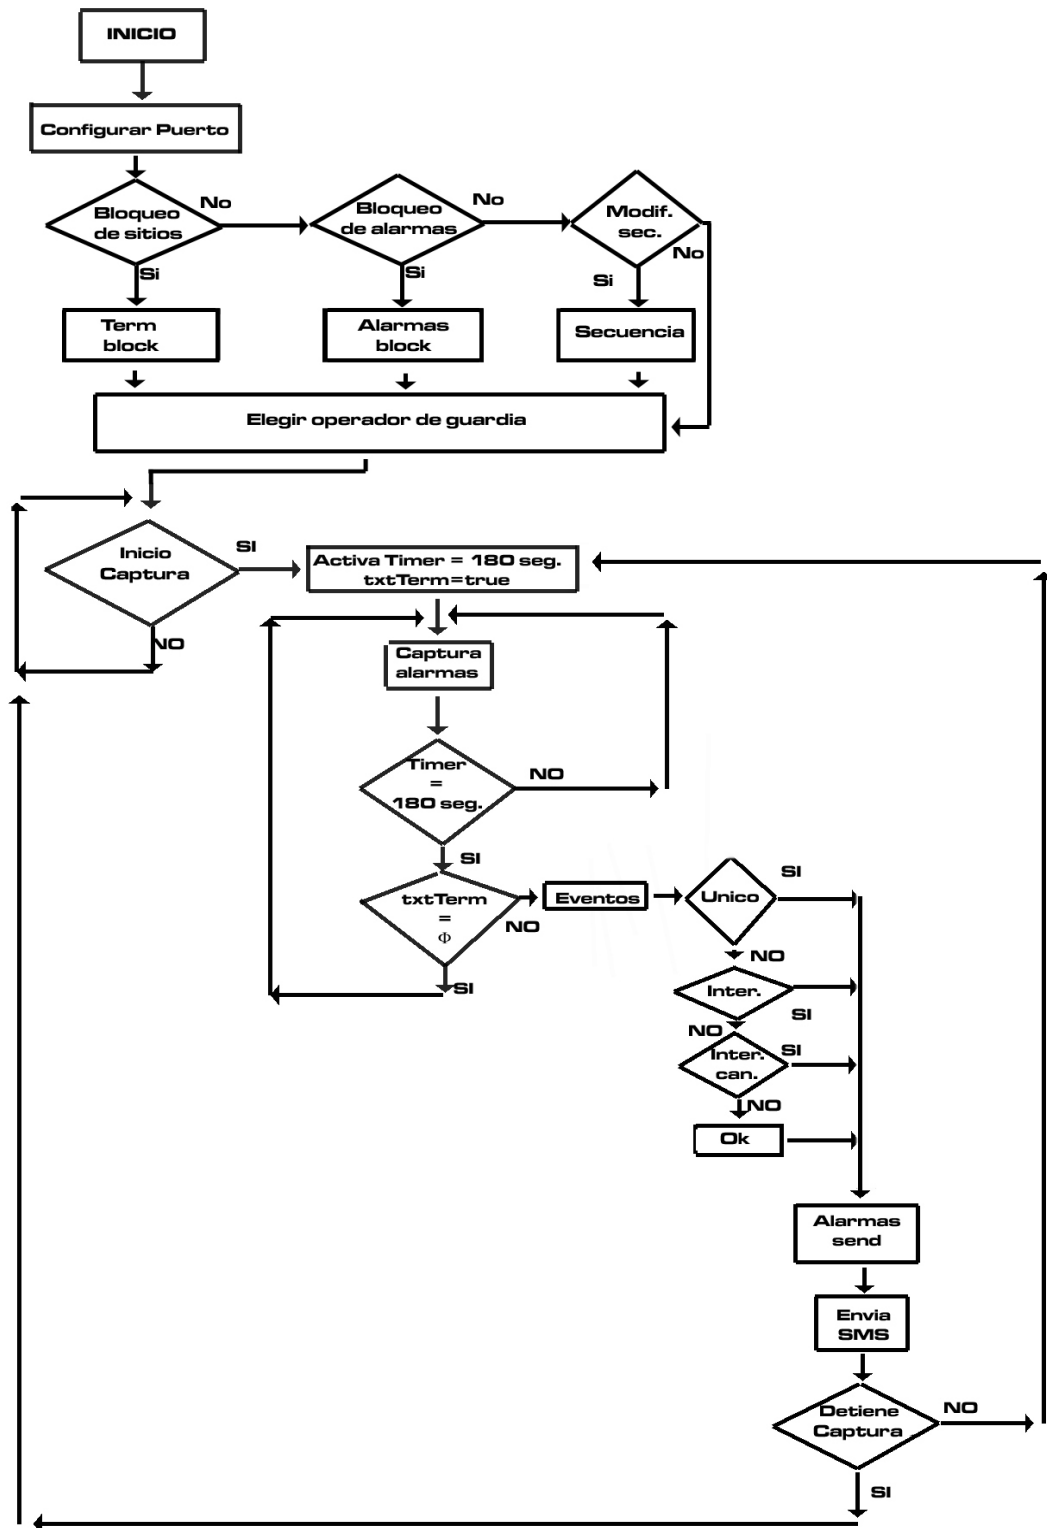 INICIO
Configurar Puerto
Bloqueo
de sitios
No
Bloqueo
de alarmas
No
Modif.
sec.
No
Si
Si
Si
Term
block
Alarmas
block
Secuencia
Elegir operador de guardia
Inicio
Captura
SI
NO
Activa Timer = 180 seg.
txtTerm=true
Captura
alarmas
Timer
=
180 seg.
NO
SI
txtTerm
=
Φ
NO
SI
Eventos
Unico
SI
NO
Inter.
SI
NO
Inter.
can.
SI
NO
Ok
Alarmas
send
Envia
SMS
Detiene
Captura
NO
SI